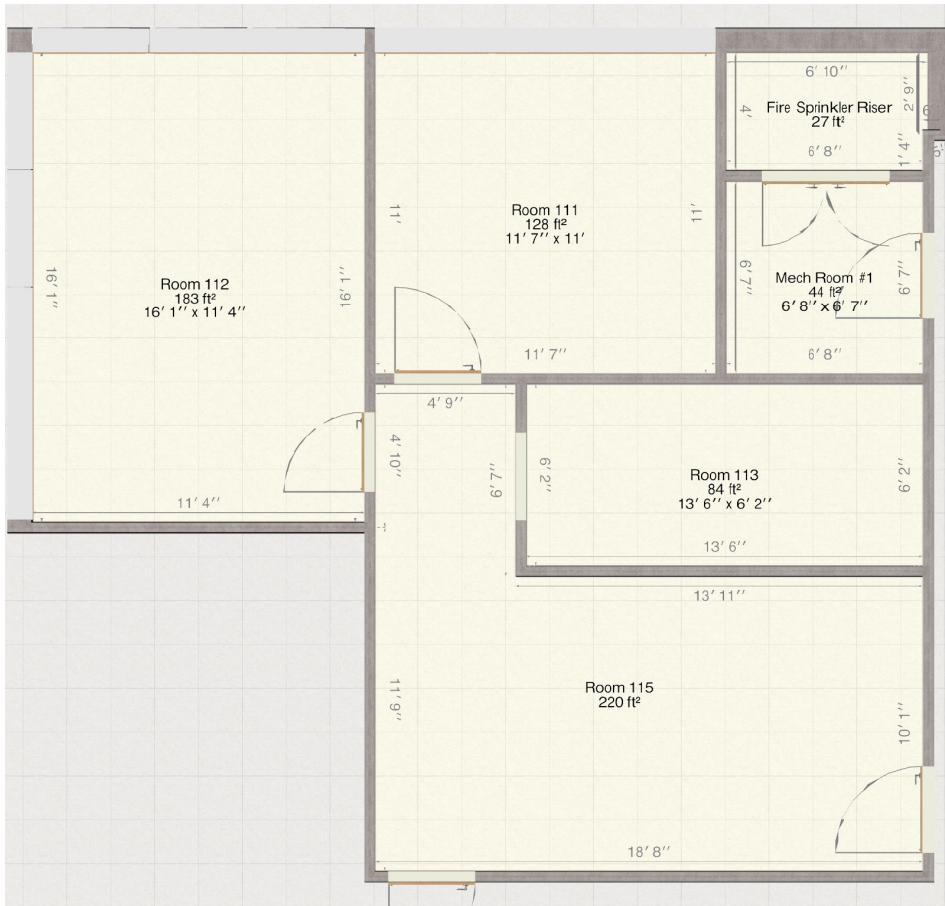 6' 10''
2' 9''
4'
Fire Sprinkler Riser
27 ft²
6' 8''
1' 4''
11'
Room 111
128 ft²
11' 7'' x 11'
11'
16' 1''
Room 112
183 ft²
16' 1'' x 11' 4''
16' 1''
6' 7''
Mech Room #1
44 ft²
6' 8'' x 6' 7''
6' 7''
11' 7''
6' 8''
4' 9''
4' 10''
6' 7''
6' 2''
Room 113
84 ft²
13' 6'' x 6' 2''
6' 2''
11' 4''
13' 6''
13' 11''
11' 9''
Room 115
220 ft²
10' 1''
18' 8''